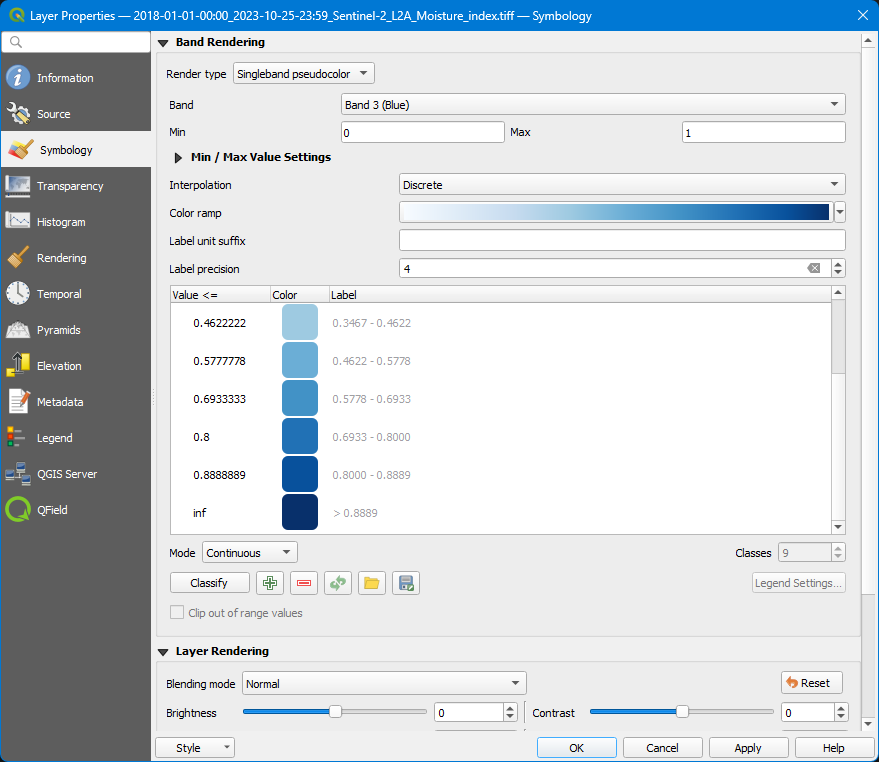 Layer Properties — 2018-01-01-00:00_2023-10-25-23:59_Sentinel-2_L2A_Moisture_index.tiff — Symbology
Information
Source
Symbology
Transparency
Histogram
Rendering
Temporal
Pyramids
Elevation
Metadata
Legend
QGIS Server
QField
Band Rendering
Render type Singleband pseudocolor
Band Band 3 (Blue)
Min 0 Max 1
Min / Max Value Settings
Interpolation Discrete
Color ramp
Label unit suffix
Label precision 4
Value <= Color Label
0.4622222 0.3467 - 0.4622
0.5777778 0.4622 - 0.5778
0.6933333 0.5778 - 0.6933
0.8 0.6933 - 0.8000
0.8888889 0.8000 - 0.8889
inf > 0.8889
Mode Continuous Classes 9
Classify Legend Settings...
Clip out of range values
Layer Rendering
Blending mode Normal Reset
Brightness 0 Contrast 0
Style OK Cancel Apply Help